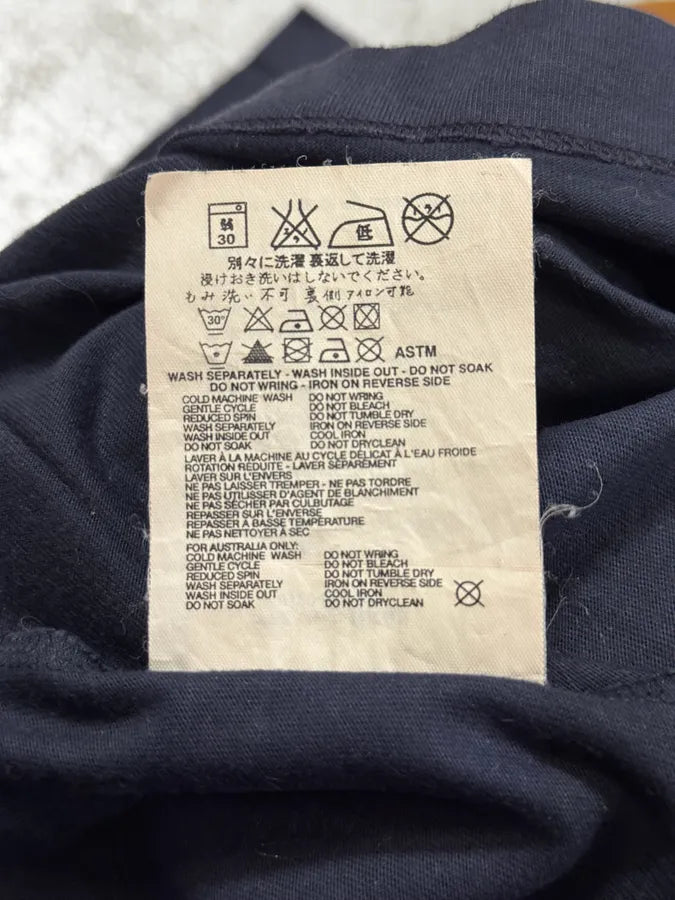 弱
30
エンソサラシ
低
ドライ
別々に洗濯 裏返して洗濯
浸けおき洗いはしないでください。
もみ洗い不可 裏側アイロン可能
30°
ASTM
WASH SEPARATELY - WASH INSIDE OUT - DO NOT SOAK
DO NOT WRING - IRON ON REVERSE SIDE
COLD MACHINE WASH DO NOT WRING
GENTLE CYCLE DO NOT BLEACH
REDUCED SPIN DO NOT TUMBLE DRY
WASH SEPARATELY IRON ON REVERSE SIDE
WASH INSIDE OUT COOL IRON
DO NOT SOAK DO NOT DRYCLEAN
LAVER À LA MACHINE AU CYCLE DÉLICAT À L'EAU FROIDE
ROTATION RÉDUITE - LAVER SÉPARÉMENT
LAVER SUR L'ENVERS
NE PAS LAISSER TREMPER - NE PAS TORDRE
NE PAS UTILISER D'AGENT DE BLANCHIMENT
NE PAS SÉCHER PAR CULBUTAGE
REPASSER SUR L'ENVERSE
REPASSER À BASSE TEMPÉRATURE
NE PAS NETTOYER À SEC
FOR AUSTRALIA ONLY:
COLD MACHINE WASH DO NOT WRING
GENTLE CYCLE DO NOT BLEACH
REDUCED SPIN DO NOT TUMBLE DRY
WASH SEPARATELY IRON ON REVERSE SIDE
WASH INSIDE OUT COOL IRON
DO NOT SOAK DO NOT DRYCLEAN